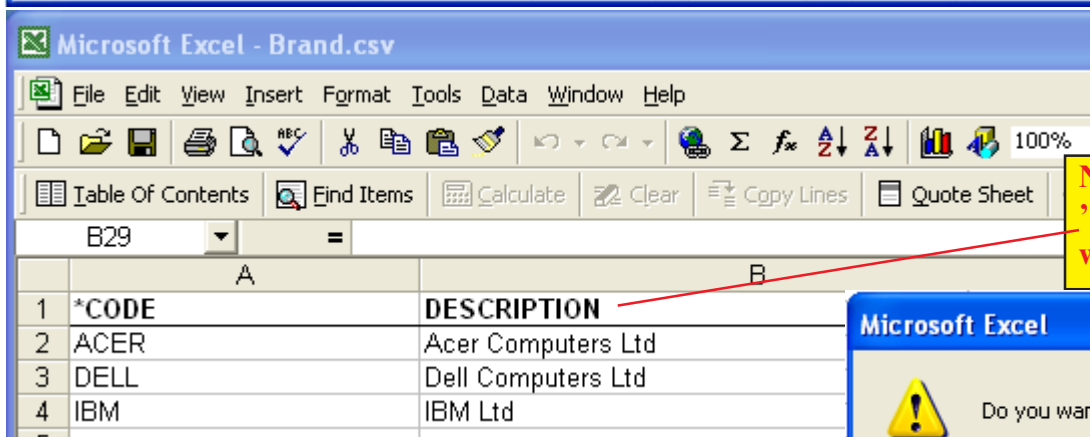 Microsoft Excel - Brand.csv
File Edit View Insert Format Tools Data Window Help
ABC Σ fx A Z Z A 100%
Table Of Contents Find Items Calculate Clear Copy Lines Quote Sheet
B29 =
A B
1 *CODE DESCRIPTION
2 ACER Acer Computers Ltd
3 DELL Dell Computers Ltd
4 IBM IBM Ltd
Microsoft Excel
Do you